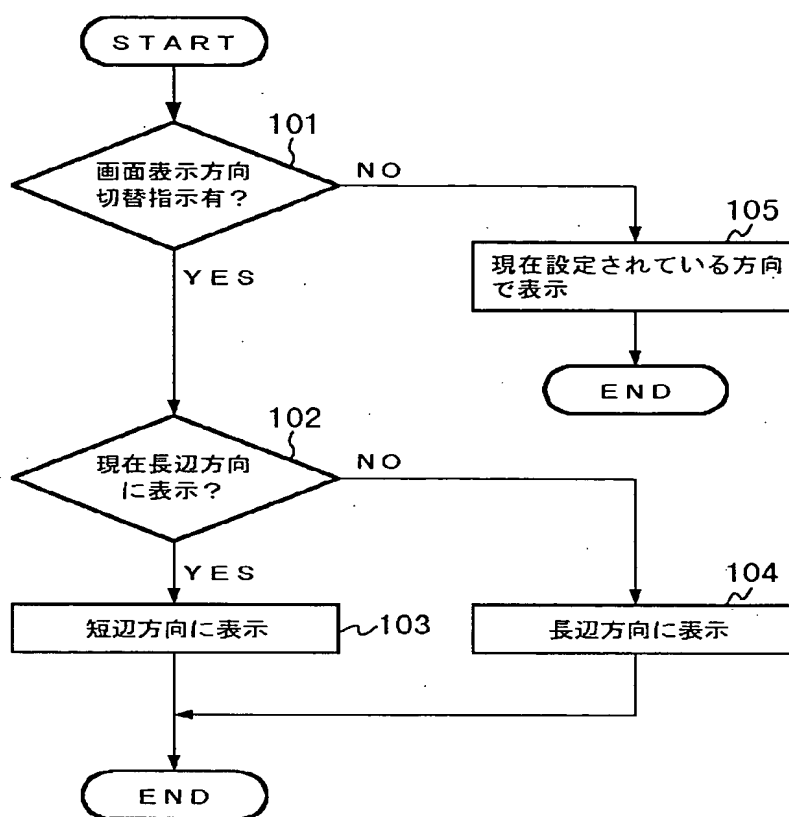 START
101
画面表示方向
切替指示有?
NO
YES
105
現在設定されている方向
で表示
END
102
現在長辺方向
に表示?
NO
YES
短辺方向に表示
103
104
長辺方向に表示
END